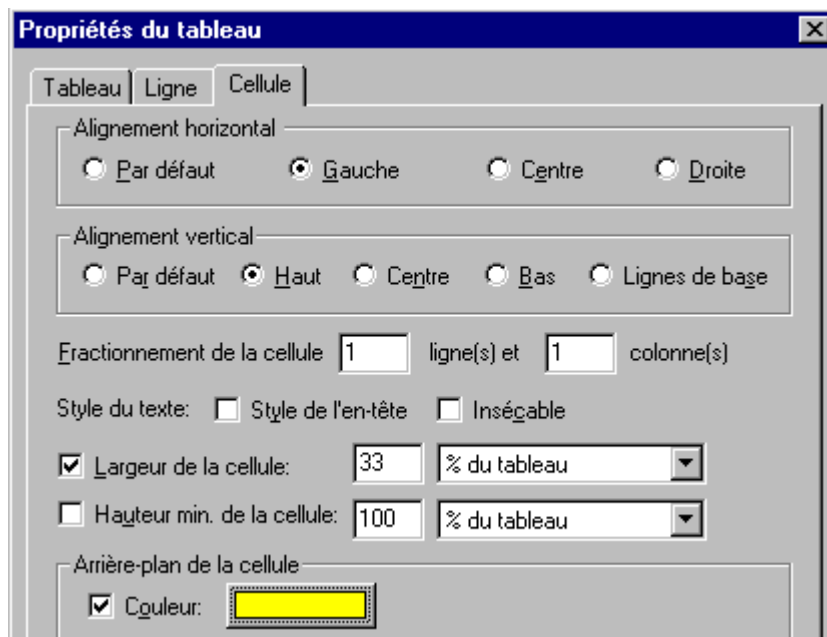 Propriétés du tableau
Tableau Ligne Cellule
Alignement horizontal
Par défaut Gauche Centre Droite
Alignement vertical
Par défaut Haut Centre Bas Lignes de base
Fractionnement de la cellule 1 ligne(s) et 1 colonne(s)
Style du texte: Style de l'en-tête Insécable
Largeur de la cellule: 33 % du tableau
Hauteur min. de la cellule: 100 % du tableau
Arrière-plan de la cellule
Couleur: